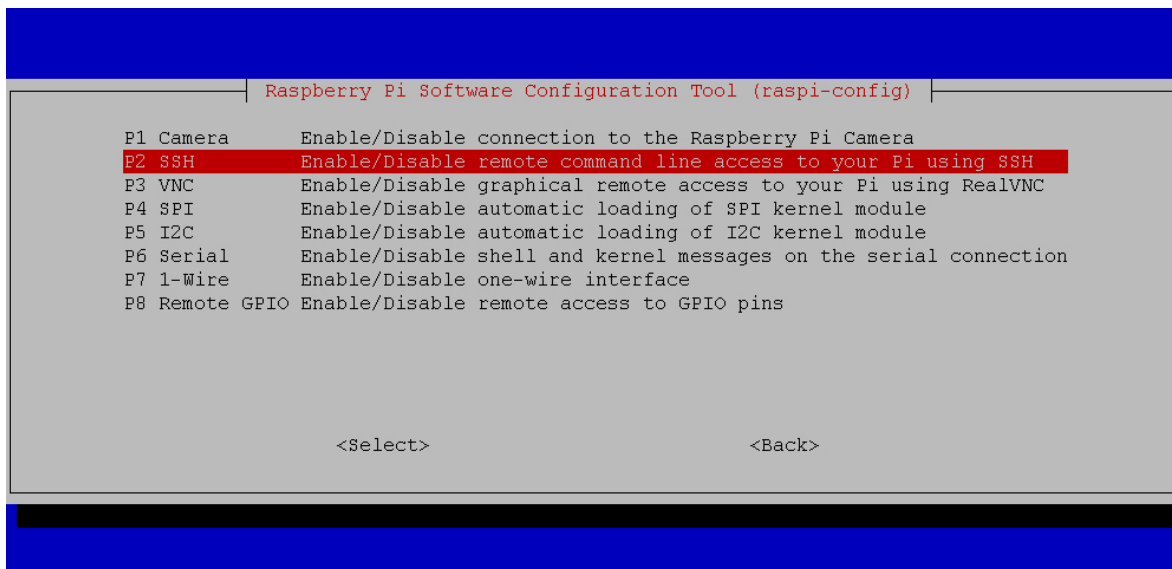 Raspberry Pi Software Configuration Tool (raspi-config)
P1 Camera Enable/Disable connection to the Raspberry Pi Camera
P2 SSH Enable/Disable remote command line access to your Pi using SSH
P3 VNC Enable/Disable graphical remote access to your Pi using RealVNC
P4 SPI Enable/Disable automatic loading of SPI kernel module
P5 I2C Enable/Disable automatic loading of I2C kernel module
P6 Serial Enable/Disable shell and kernel messages on the serial connection
P7 1-Wire Enable/Disable one-wire interface
P8 Remote GPIO Enable/Disable remote access to GPIO pins
<Select> <Back>